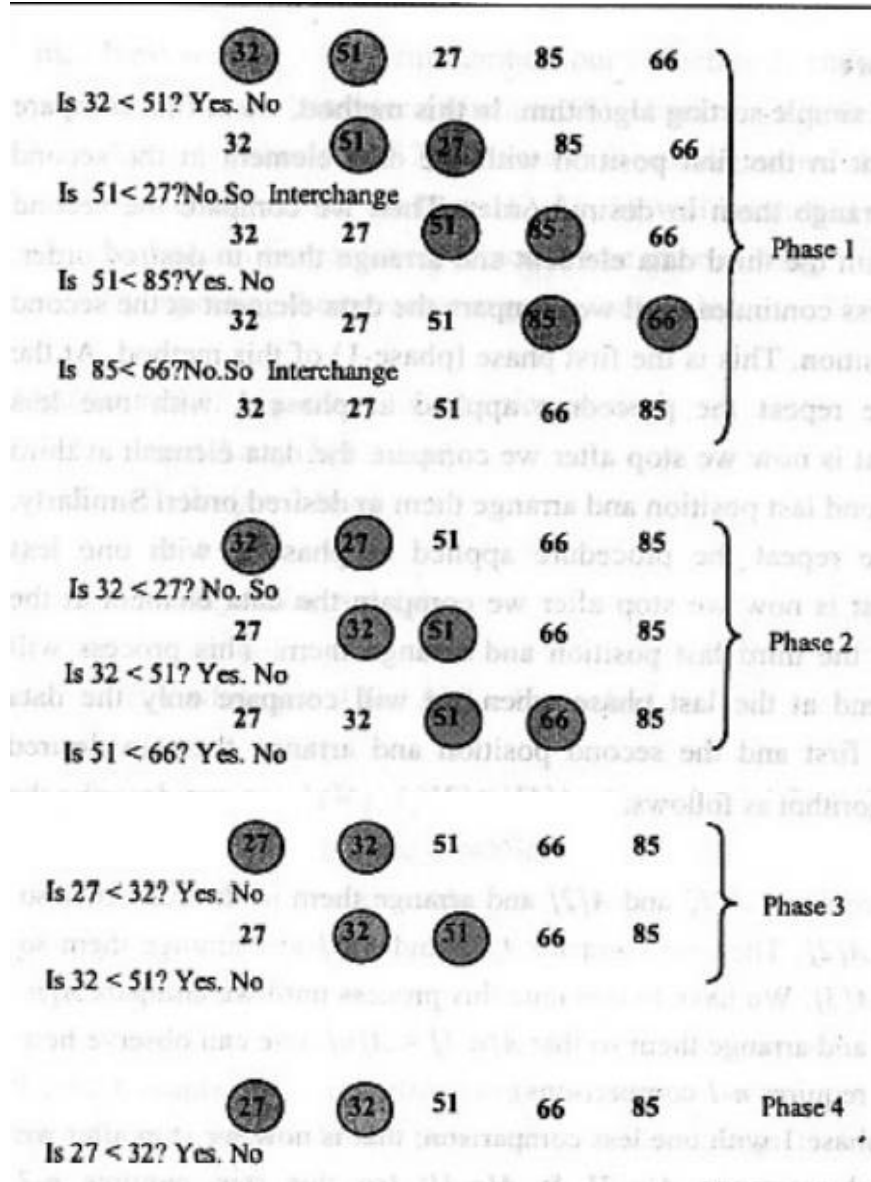 32 51 27 85 66
Is 32 < 51? Yes. No
32 51 27 85 66
Is 51< 27?No.So Interchange
32 27 51 85 66
Phase 1
Is 51< 85?Yes. No
32 27 51 85 66
Is 85< 66?No.So Interchange
32 27 51 66 85
32 27 51 66 85
Is 32 < 27? No. So
27 32 51 66 85
Phase 2
Is 32 < 51? Yes. No
27 32 51 66 85
Is 51 < 66? Yes. No
27 32 51 66 85
Is 27 < 32? Yes. No
Phase 3
27 32 51 66 85
Is 32 < 51? Yes. No
27 32 51 66 85 Phase 4
Is 27 < 32? Yes. No